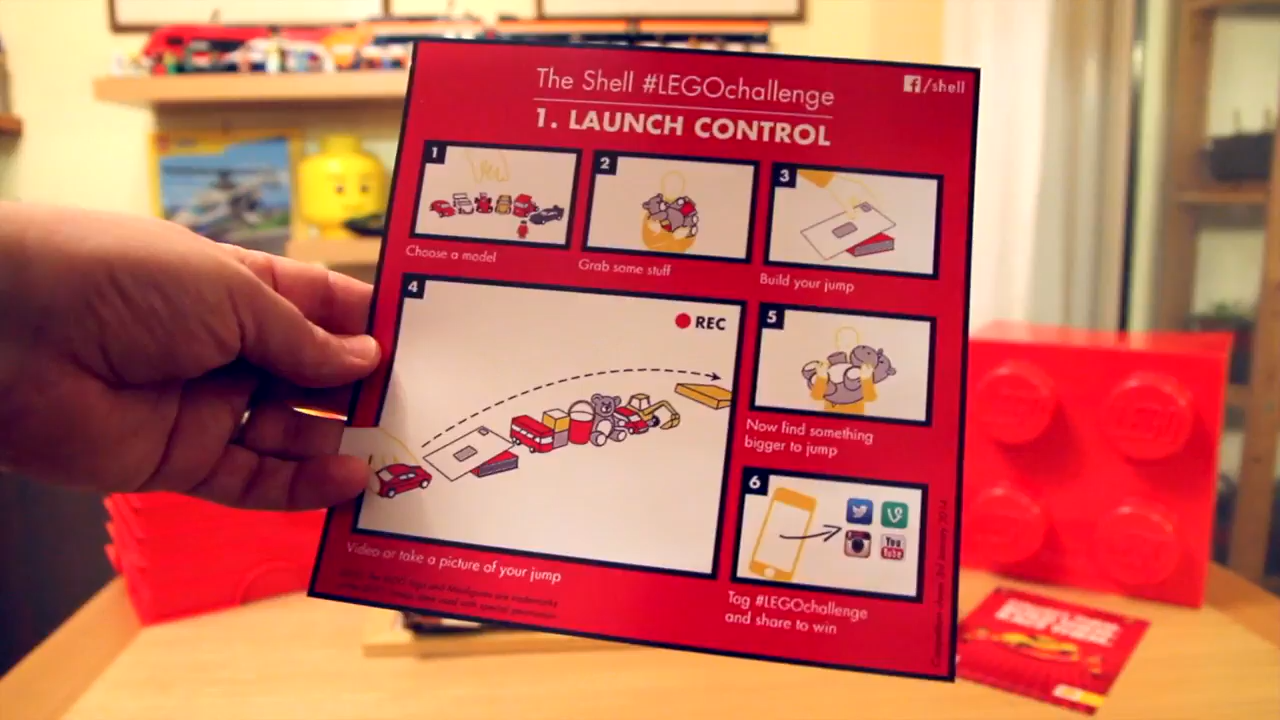 The Shell #LEGOchallenge
f/shell
1. LAUNCH CONTROL
1
Choose a model
2
Grab some stuff
3
Build your jump
4
REC
Video or take a picture of your jump
5
Now find something
bigger to jump
6
You
Tube
Tag #LEGOchallenge
and share to win